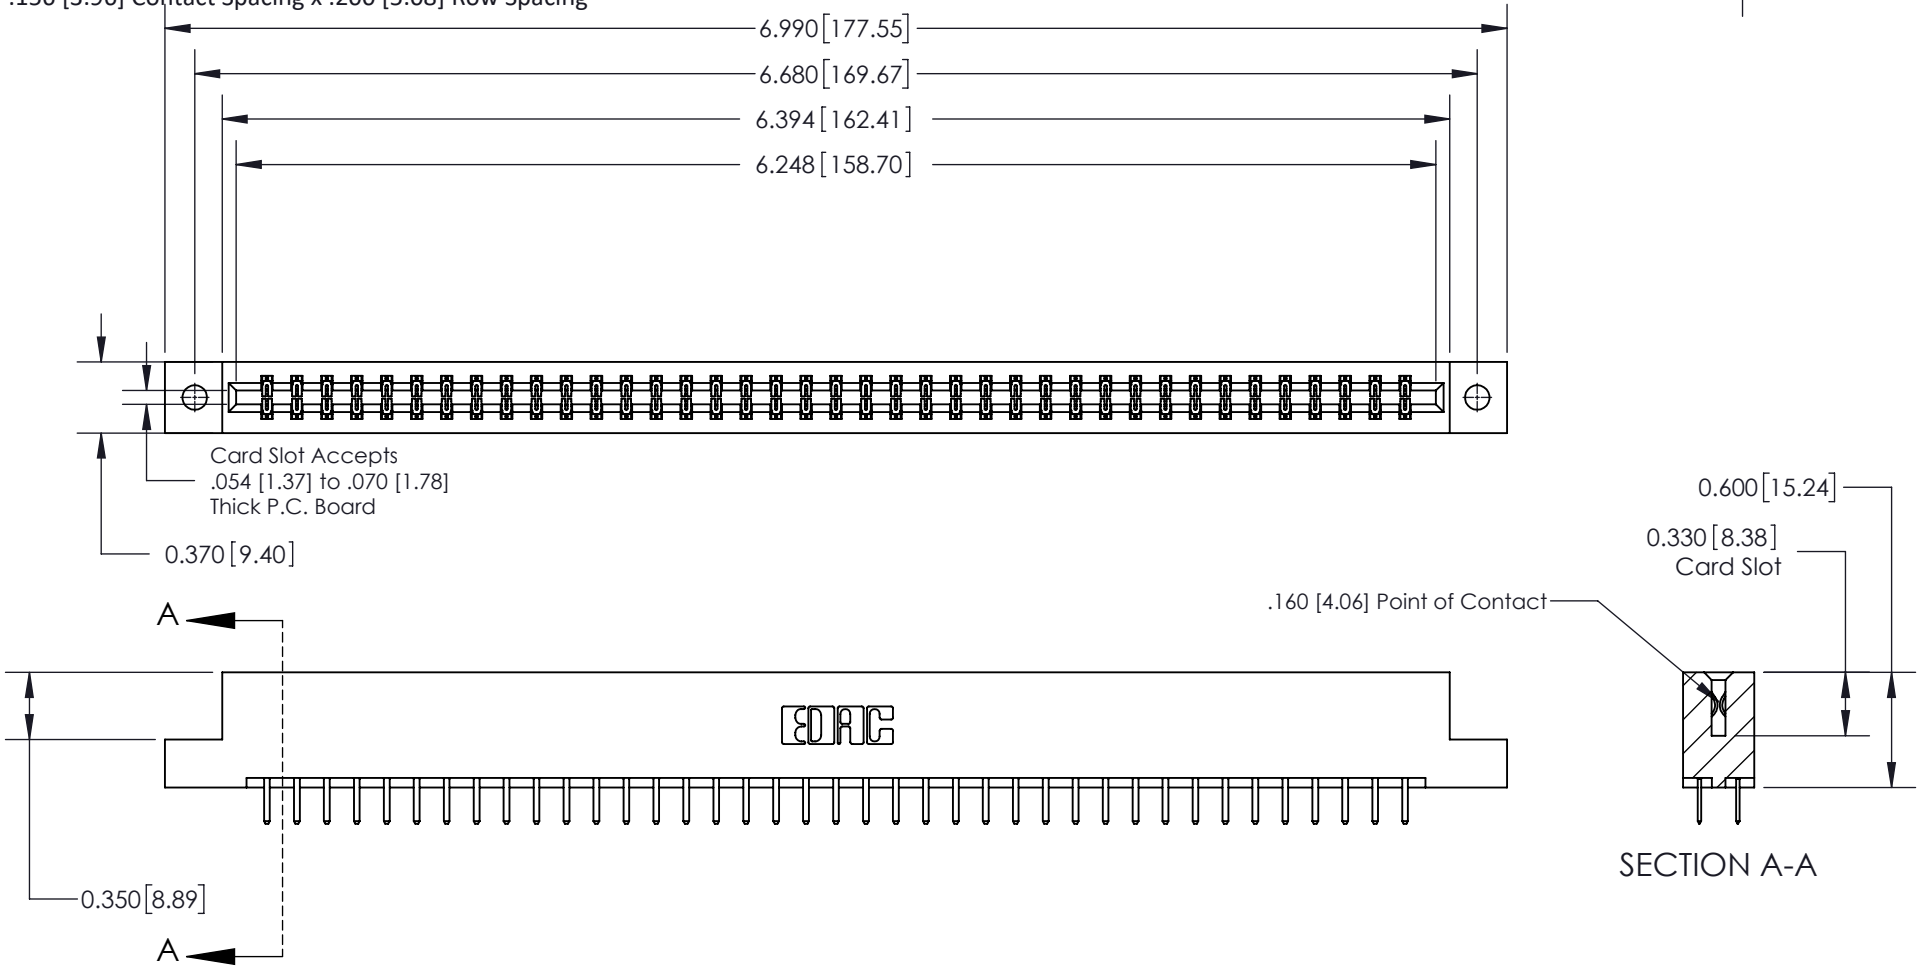 .156 [3.96] Contact Spacing x .200 [5.08] Row Spacing
6.990[177.55]
6.680[169.67]
6.394[162.41]
6.248[158.70]
Card Slot Accepts
.054 [1.37] to .070 [1.78]
Thick P.C. Board
0.370[9.40]
0.600[15.24]
0.330[8.38]
Card Slot
.160 [4.06] Point of Contact
A
EDAC
SECTION A-A
0.350[8.89]
A